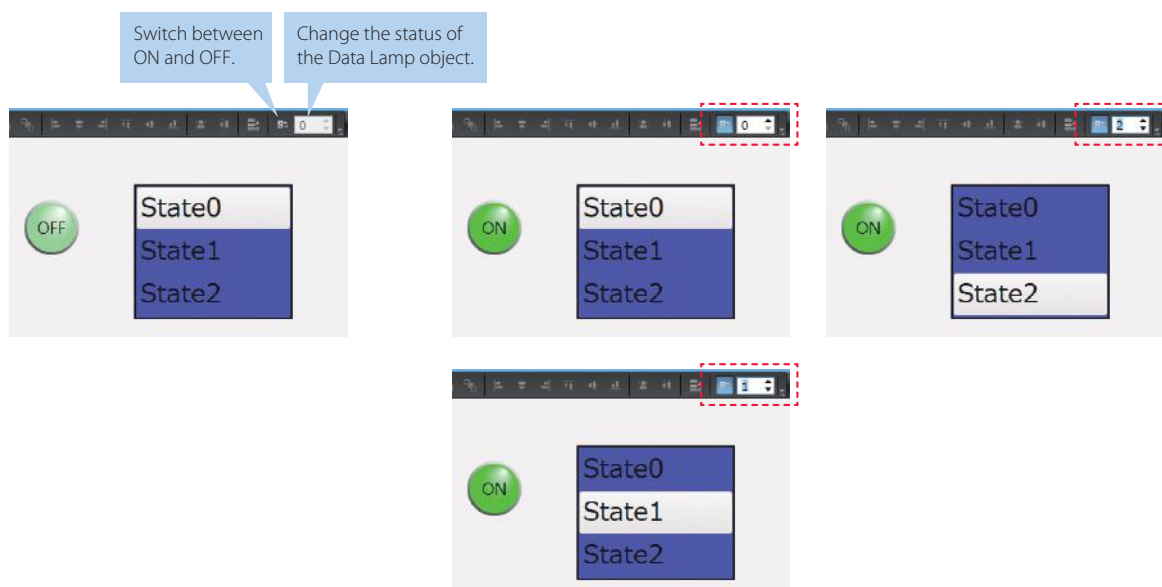 Switch between
ON and OFF.
Change the status of
the Data Lamp object.
0
OFF
State0
State1
State2
0
ON
State0
State1
State2
2
ON
State0
State1
State2
1
ON
State0
State1
State2